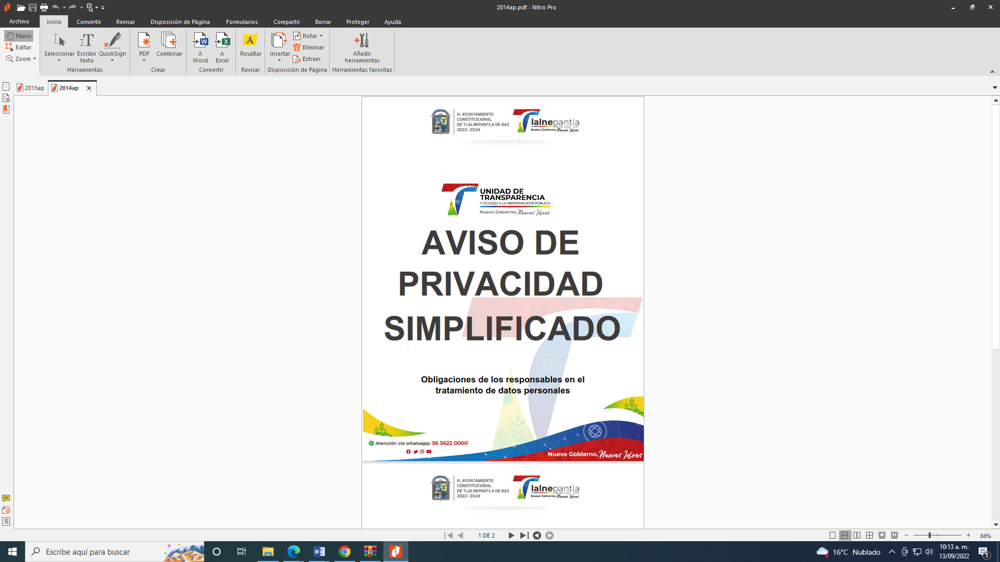 2014ap.pdf - Nitro Pro
Archivo
Inicio
Convertir
Revisar
Disposición de Página
Formularios
Compartir
Borrar
Proteger
Ayuda
Mano
Editar
Zoom
Seleccionar
Escribir
texto
QuickSign
Herramientas
PDF
Combinar
Crear
A
Word
A
Excel
Convertir
Resaltar
Revisar
Insertar
Rotar
Eliminar
Extraer
Disposición de Página
Añadir
herramientas
Herramientas favoritas
2015ap
2014ap
H. AYUNTAMIENTO
CONSTITUCIONAL
DE TLALNEPANTLA DE BAZ
2022-2024
Tlalnepantla
de Baz 2022 - 2024
Nuevo Gobierno, Nuevas Ideas
UNIDAD DE
TRANSPARENCIA
Y ACCESO A LA INFORMACIÓN PÚBLICA
Nuevo Gobierno, Nuevas Ideas
AVISO DE
PRIVACIDAD
SIMPLIFICADO
Obligaciones de los responsables en el
tratamiento de datos personales
Atención vía whatsapp: 56 3622 0000
Nuevo Gobierno, Nuevas Ideas
H. AYUNTAMIENTO
CONSTITUCIONAL
DE TLALNEPANTLA DE BAZ
2022-2024
Tlalnepantla
de Baz 2022 - 2024
Nuevo Gobierno, Nuevas Ideas
1 DE 2
66%
Escribe aquí para buscar
16°C Nublado
10:13 a. m.
13/09/2022
1